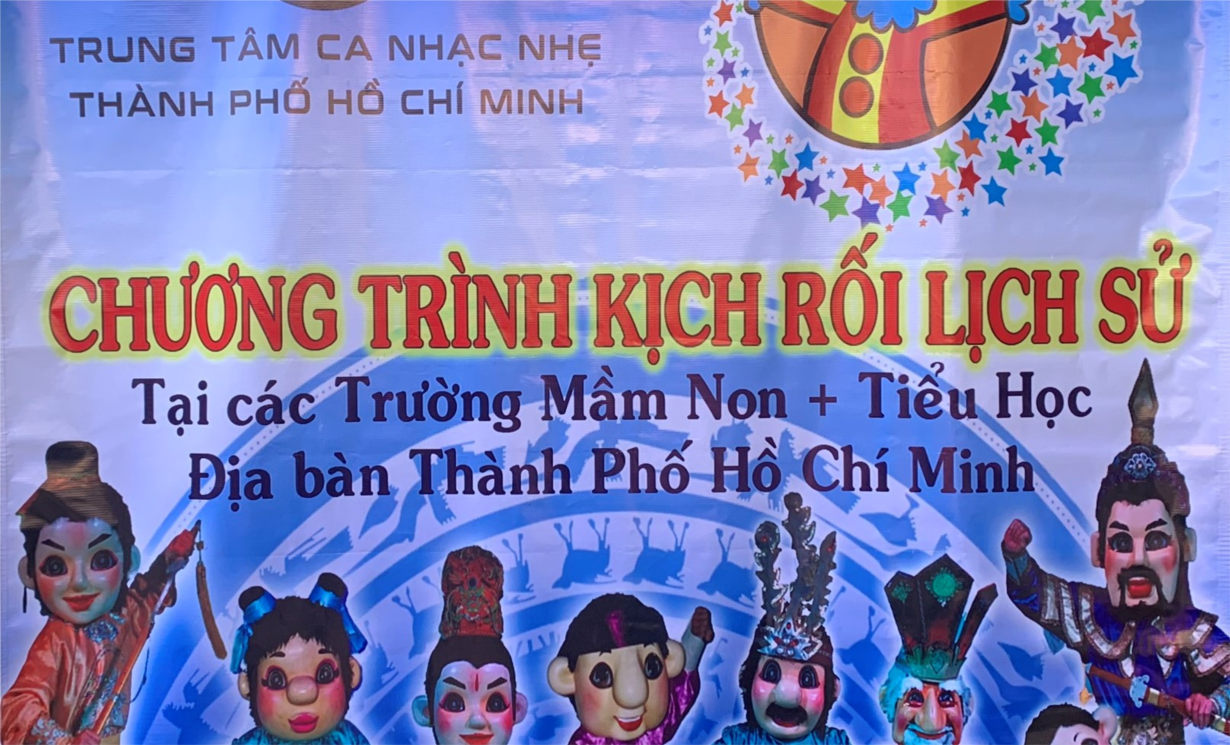 TRUNG TÂM CA NHẠC NHẸ
THÀNH PHỐ HỒ CHÍ MINH
CHƯƠNG TRÌNH KỊCH RỐI LỊCH SỬ
Tại các Trường Mầm Non + Tiểu Học
Địa bàn Thành Phố Hồ Chí Minh